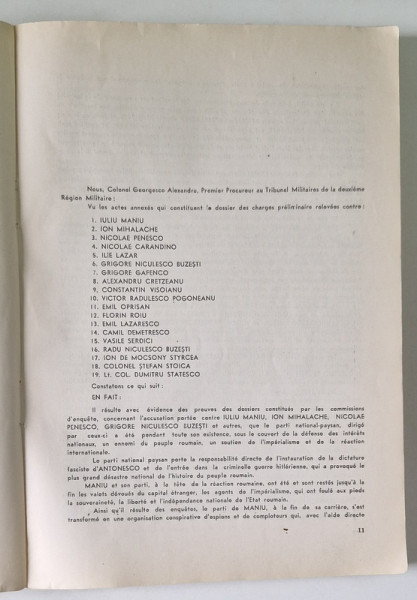 Nous, Colonel Georgescu Alexandru, Premier Procureur au Tribunal Militaires de la deuxième
Région Militaire :
Vu les actes annexés qui constituent le dossier des charges préliminaire relevées contre :
1. IULIU MANIU
2. ION MIHALACHE
3. NICOLAE PENESCO
4. NICOLAE CARANDINO
5. ILIE LAZAR
6. GRIGORE NICULESCO BUZEȘTI
7. GRIGORE GAFENCO
8. ALEXANDRU CRETZEANU
9. CONSTANTIN VISOIANU
10. VICTOR RADULESCO POGONEANU
11. EMIL OPRISAN
12. FLORIN ROIU
13. EMIL LAZARESCO
14. CAMIL DEMETRESCO
15. VASILE SERDICI
16. RADU NICULESCO BUZEȘTI
17. ION DE MOCSONY STYRCEA
18. COLONEL ȘTEFAN STOICA
19. Lt. COL. DUMITRU STATESCO
Constatons ce qui suit :
EN FAIT :
Il résulte avec évidence des preuves des dossiers constitués par les commissions
d'enquête, concernant l'accusation portée contre IULIU MANIU, ION MIHALACHE, NICOLAE
PENESCO, GRIGORE NICULESCO BUZEȘTI et autres, que le parti national-paysan, dirigé
par ceux-ci a été pendant toute son existence, sous le couvert de la défense des intérêts
nationaux, un ennemi du peuple roumain, un soutien de l'impérialisme et de la réaction
internationale.
Le parti national paysan porte la responsabilité directe de l'instauration de la dictature
fasciste d'ANTONESCO et de l'entrée dans la criminelle guerre hitlérienne, qui a provoqué le
plus grand désastre national de l'histoire du peuple roumain.
MANIU et son parti, à la tête de la réaction roumaine, ont été et sont restés jusqu'à la
fin les valets dévoués du capital étranger, les agents de l'impérialisme, qui ont foulé aux pieds
la souveraineté, la liberté et l'indépendance nationale de l'Etat roumain.
Ainsi qu'il résulte des enquêtes, le parti de MANIU, à la fin de sa carrière, s'est
transformé en une organisation conspirative d'espions et de comploteurs qui, avec l'aide directe
11